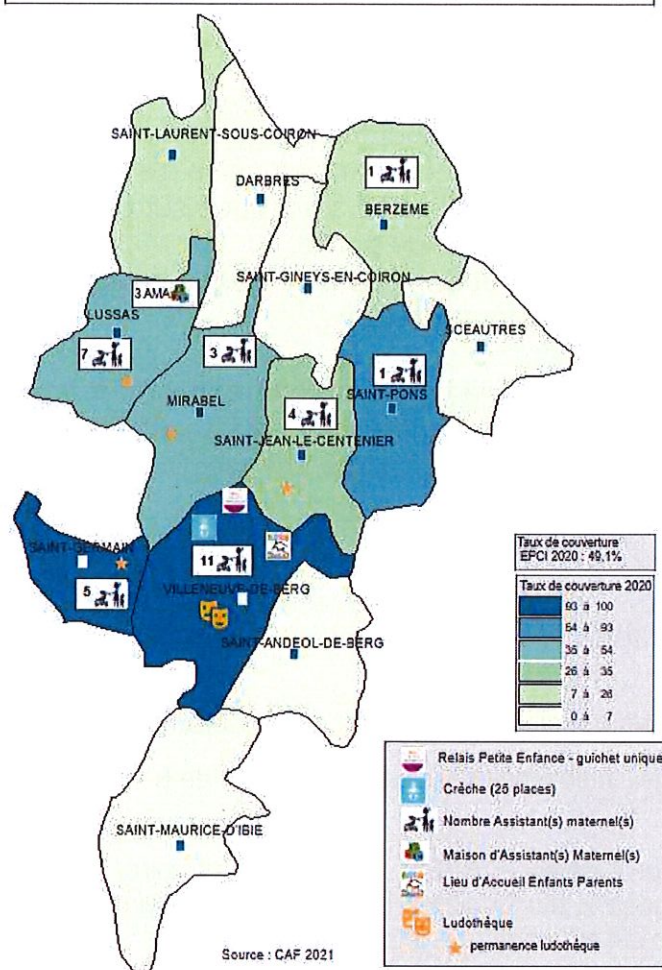 SAINT-LAURENT-SOUS-COIRON
DARBRES
1
BERZEME
SAINT-GINEYS-EN-COIRON
3 AMA
LUSSAS
SCEAUTRES
7
3
1
MIRABEL
4
SAINT-PONS
SAINT-JEAN-LE-CENTENIER
SAINT-GERMAIN
11
5
VILLENEUVE-DE-BERG
SAINT-ANDEOL-DE-BERG
SAINT-MAURICE-D'IBIE
Taux de couverture
EPCI 2020 : 49,1%
Taux de couverture 2020
93 à 100
54 à 93
35 à 54
26 à 35
7 à 26
0 à 7
Relais Petite Enfance - guichet unique
Crèche (25 places)
Nombre Assistant(s) maternel(s)
Maison d'Assistant(s) Maternel(s)
Lieu d'Accueil Enfants Parents
Ludothèque
permanence ludothèque
Source : CAF 2021